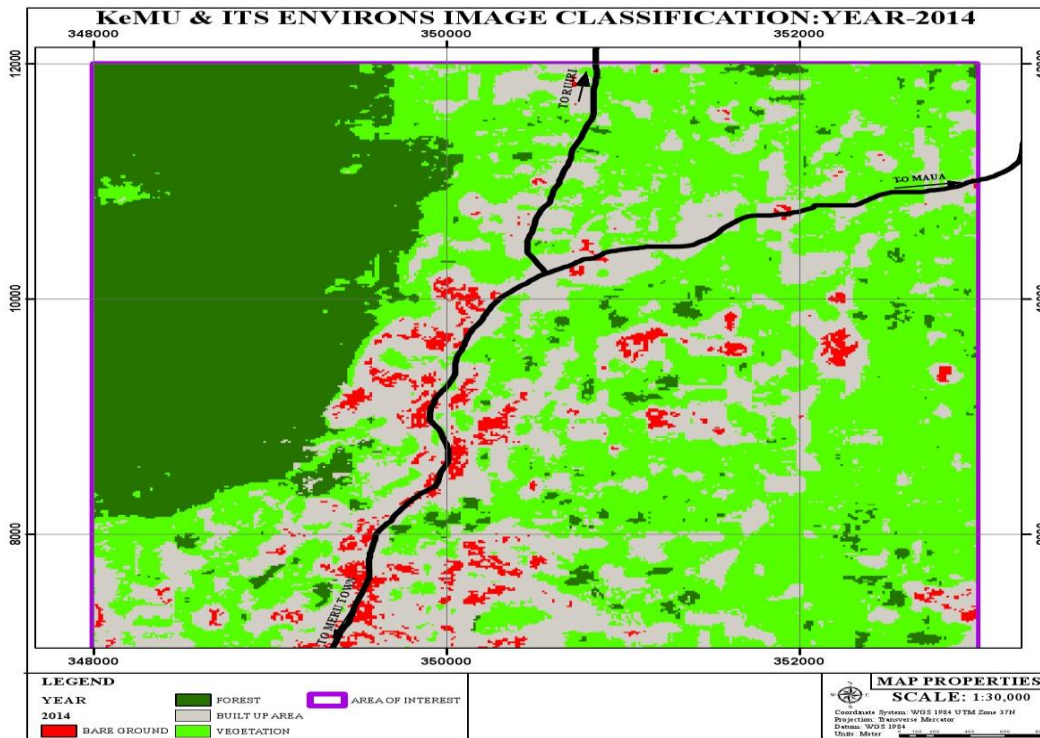 KeMU & ITS ENVIRONS IMAGE CLASSIFICATION:YEAR-2014
348000 350000 352000
12000
TO RUIRI
TO MAUA
10000
8000
TO MERU TOWN
348000 350000 352000
LEGEND
YEAR
2014
BARE GROUND
FOREST
BUILT UP AREA
VEGETATION
AREA OF INTEREST
MAP PROPERTIES
SCALE: 1:30,000
Coordinate System: WGS 1984 UTM Zone 37N
Projection: Transverse Mercator
Datum: WGS 1984
Units: Meter